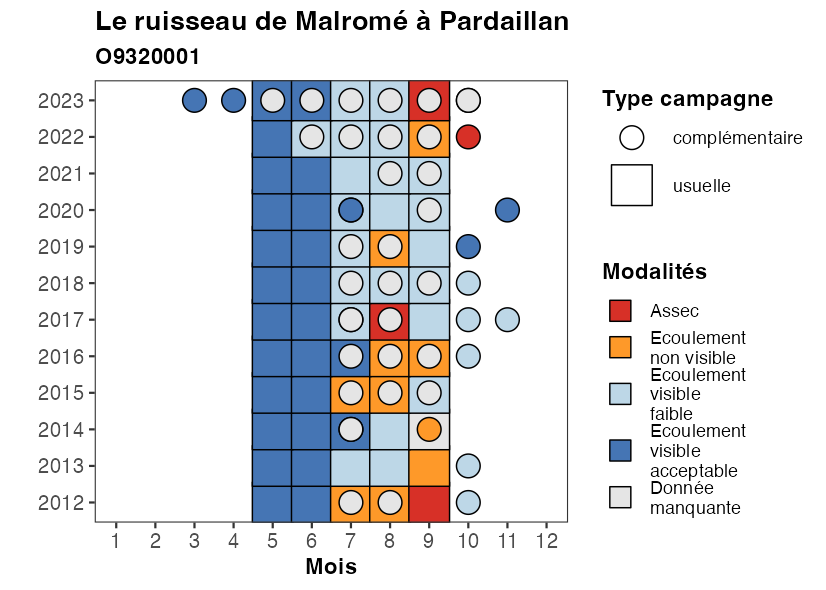 Le ruisseau de Malromé à Pardaillan
O9320001
2023
2022
2021
2020
2019
2018
2017
2016
2015
2014
2013
2012
1 2 3 4 5 6 7 8 9 10 11 12
Mois
Type campagne
complémentaire
usuelle
Modalités
Assec
Ecoulement
non visible
Ecoulement
visible
faible
Ecoulement
visible
acceptable
Donnée
manquante